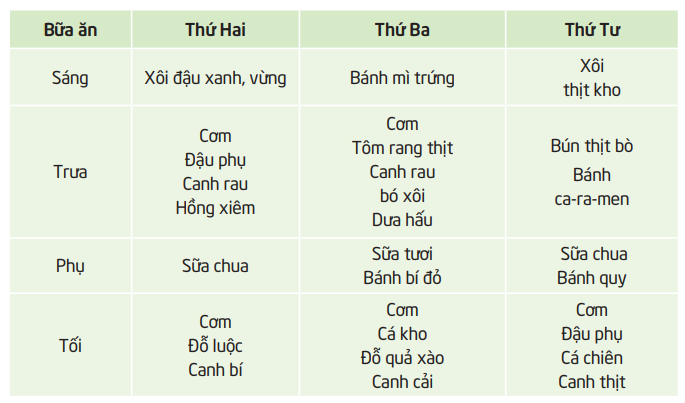 Bữa ăn Thứ Hai Thứ Ba Thứ Tư
Sáng Xôi đậu xanh, vừng Bánh mì trứng Xôi
thịt kho
Trưa
Cơm
Đậu phụ
Canh rau
Hồng xiêm
Cơm
Tôm rang thịt
Canh rau
bó xôi
Dưa hấu
Bún thịt bò
Bánh
ca-ra-men
Phụ
Sữa chua
Sữa tươi
Bánh bí đỏ
Sữa chua
Bánh quy
Tối
Cơm
Đỗ luộc
Canh bí
Cơm
Cá kho
Đỗ quả xào
Canh cải
Cơm
Đậu phụ
Cá chiên
Canh thịt